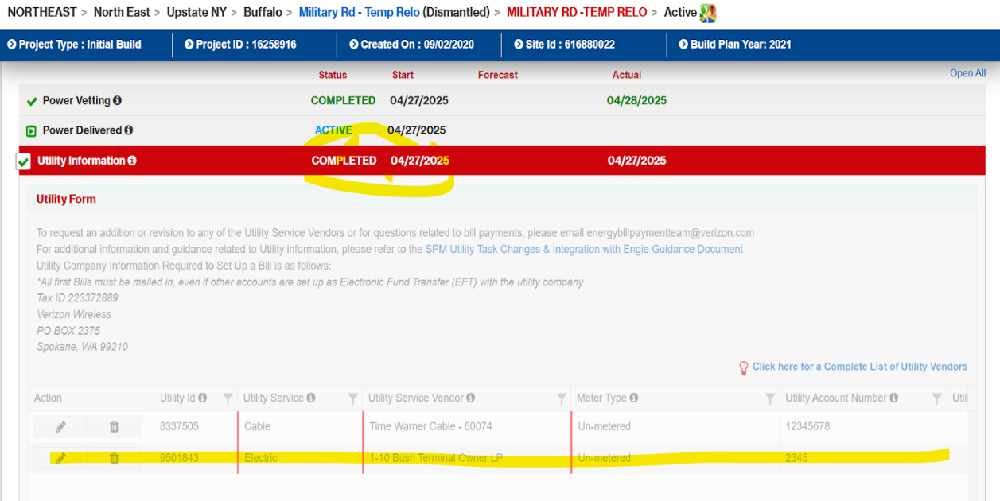 NORTHEAST > North East > Upstate NY > Buffalo > Military Rd - Temp Relo (Dismantled) > MILITARY RD -TEMP RELO > Active
Project Type : Initial Build Project ID : 16258916 Created On : 09/02/2020 Site Id : 616880022 Build Plan Year: 2021
Status Start Forecast Actual Open All
Power Vetting COMPLETED 04/27/2025 04/28/2025
Power Delivered ACTIVE 04/27/2025
Utility Information COMPLETED 04/27/2025 04/27/2025
Utility Form
To request an addition or revision to any of the Utility Service Vendors or for questions related to bill payments, please email energybillpaymentteam@verizon.com
For additional information and guidance related to Utility information, please refer to the SPM Utility Task Changes & Integration with Engie Guidance Document
Utility Company Information Required to Set Up a Bill is as follows:
*All first Bills must be mailed in, even if other accounts are set up as Electronic Fund Transfer (EFT) with the utility company
Tax ID 223372889
Verizon Wireless
PO BOX 2375
Spokane, WA 99210
Click here for a Complete List of Utility Vendors
Action Utility Id Utility Service Utility Service Vendor Meter Type Utility Account Number Util
8337505 Cable Time Warner Cable - 60074 Un-metered 12345678
9501843 Electric 1-10 Bush Terminal Owner LP Un-metered 2345